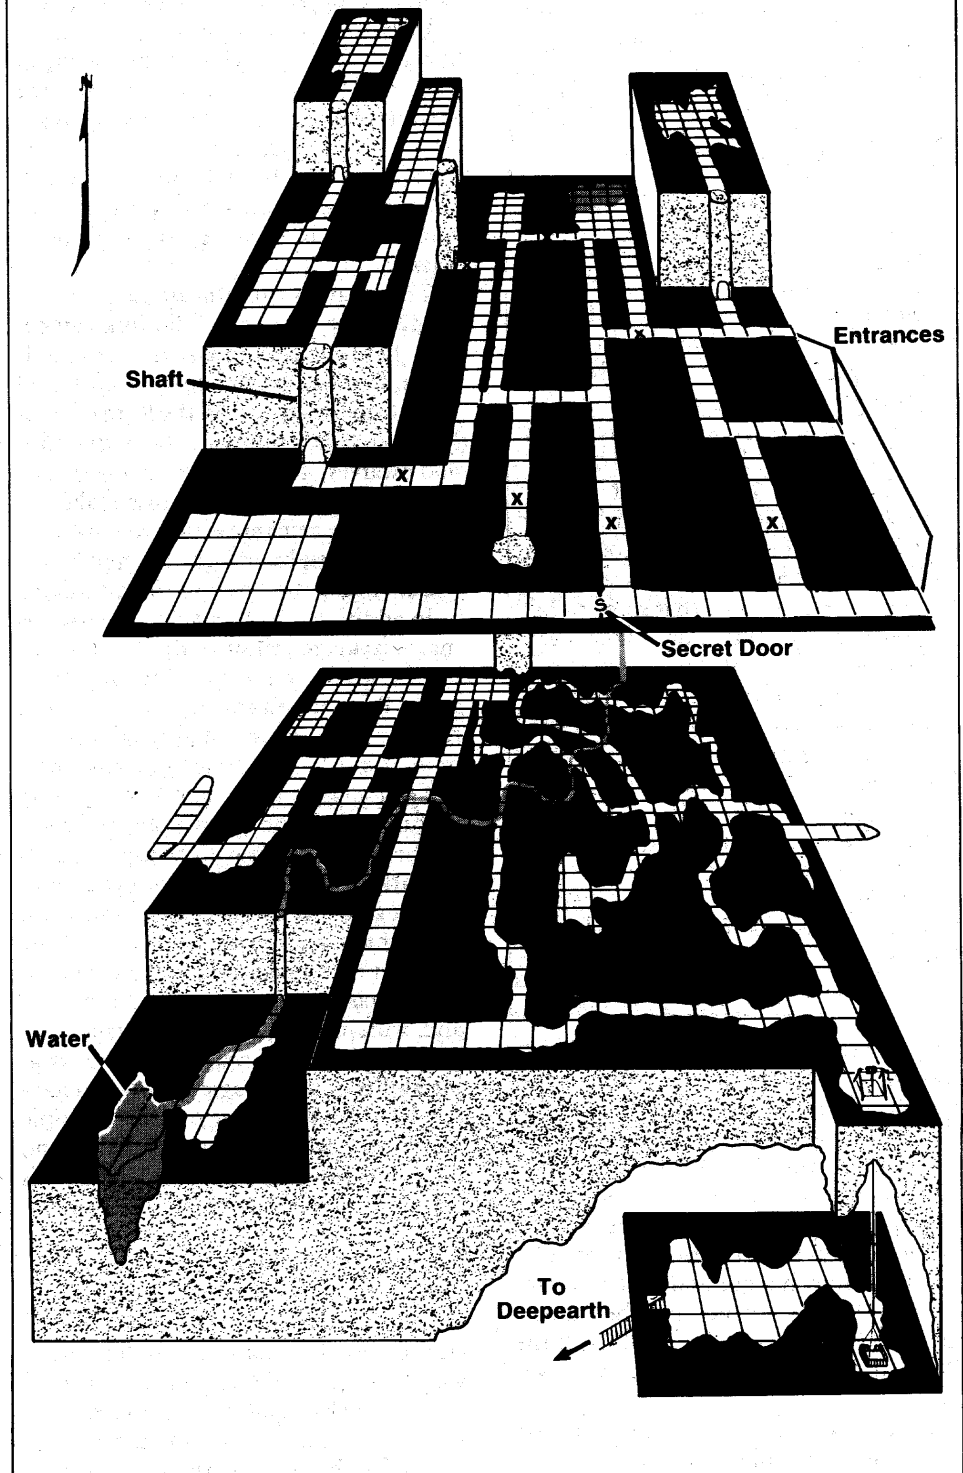 N
Entrances
Shaft
X
X
X
X
X
X
S
Secret Door
Water
To
Deepearth